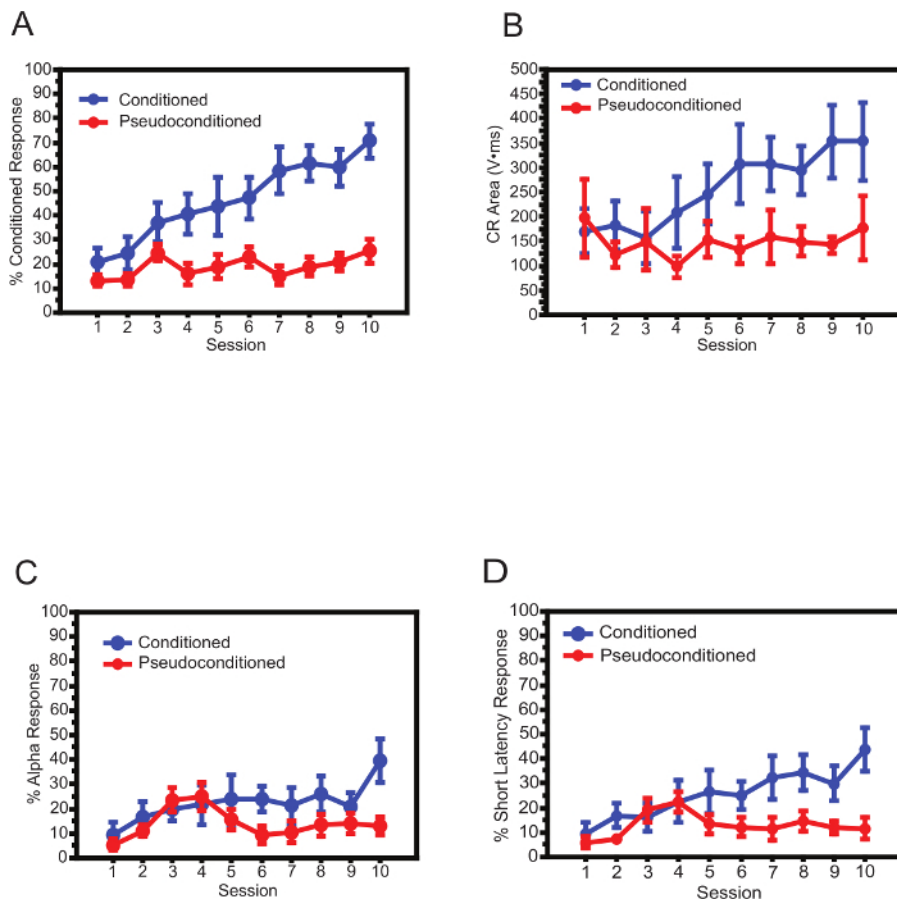 A
100
90
80
70
60
50
40
30
20
10
0
% Conditioned Response
Conditioned
Pseudoconditioned
1 2 3 4 5 6 7 8 9 10
Session
B
500
450
400
350
300
250
200
150
100
50
0
CR Area (V•ms)
Conditioned
Pseudoconditioned
1 2 3 4 5 6 7 8 9 10
Session
C
100
90
80
70
60
50
40
30
20
10
0
% Alpha Response
Conditioned
Pseudoconditioned
1 2 3 4 5 6 7 8 9 10
Session
D
100
90
80
70
60
50
40
30
20
10
0
% Short Latency Response
Conditioned
Pseudoconditioned
1 2 3 4 5 6 7 8 9 10
Session